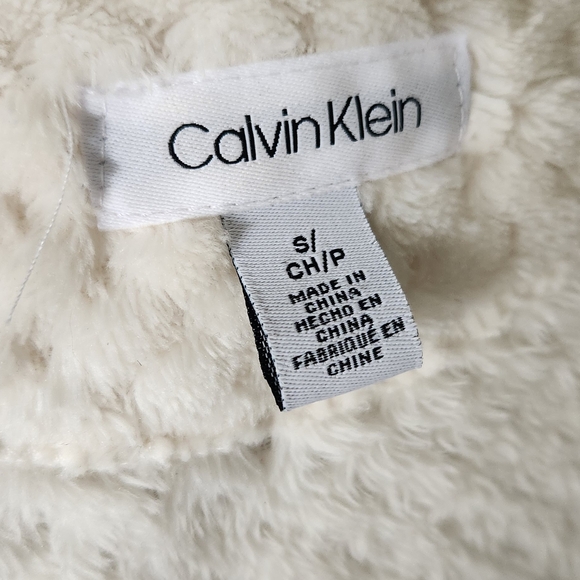 Calvin Klein
S/
CH/P
MADE IN
CHINA
HECHO EN
CHINA
FABRIQUÉ EN
CHINE